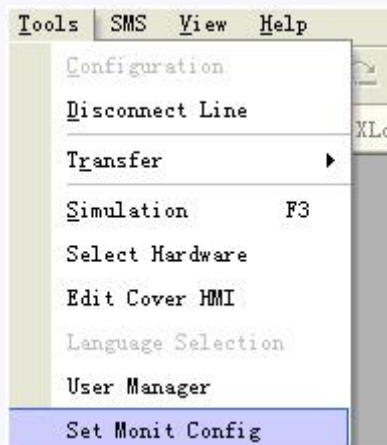 Tools SMS View Help
Configuration
Disconnect Line
XLo
Transfer
Simulation F3
Select Hardware
Edit Cover HMI
Language Selection
User Manager
Set Monit Config